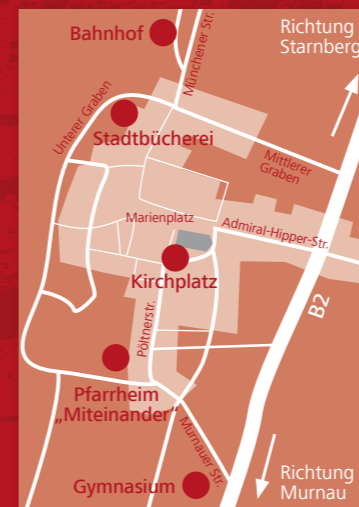 Bahnhof
Richtung
Starnberg
Münchener Str.
Unterer Graben
Stadtbücherei
Mittlerer
Graben
Marienplatz
Admiral-Hipper-Str.
Kirchplatz
B2
Pöltnerstr.
Pfarrheim
„Miteinander“
Murnauer Str.
Gymnasium
Richtung
Murnau